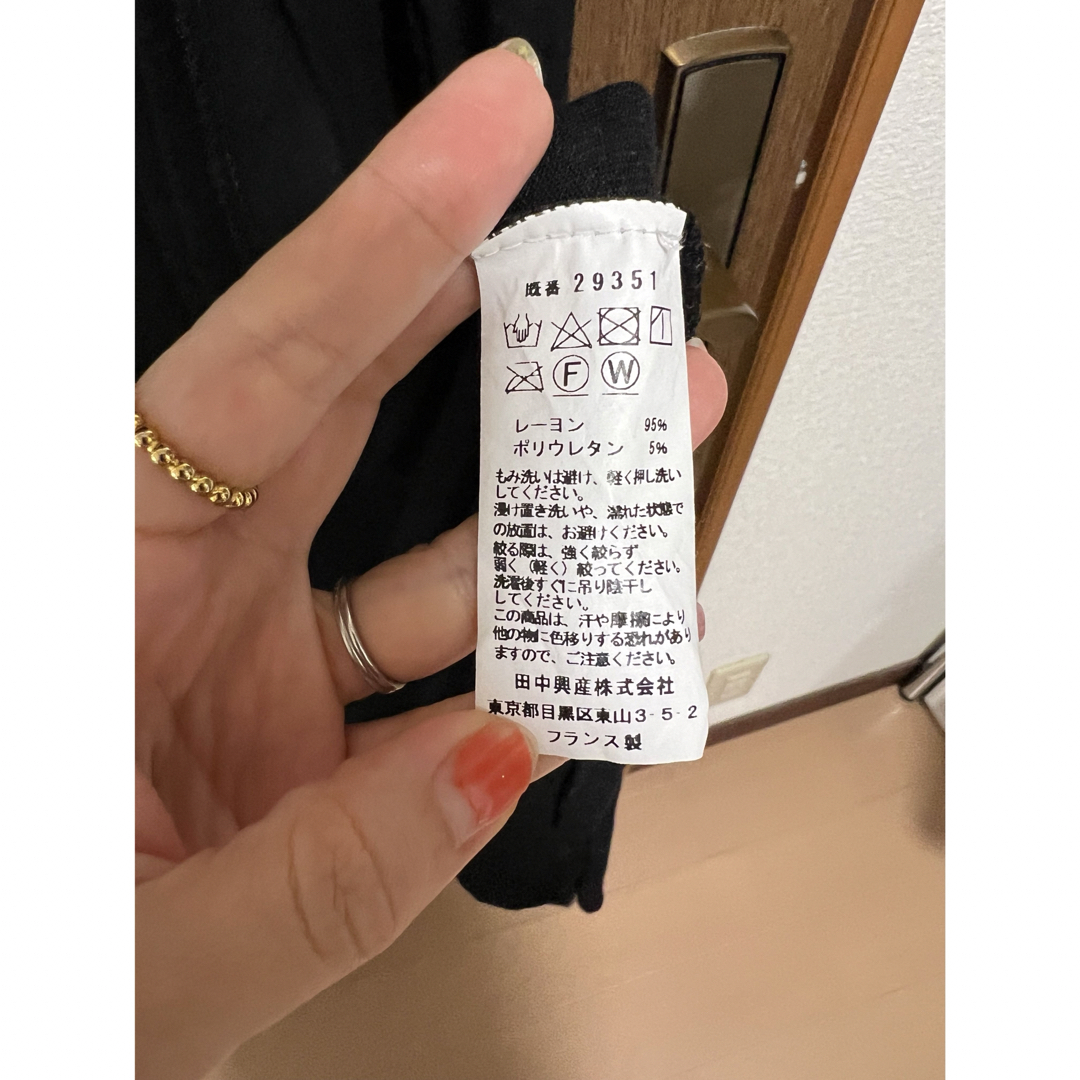 既番 29351
F W
レーヨン 95%
ポリウレタン 5%
もみ洗いは避け、軽く押し洗い
してください。
浸け置き洗いや、濡れた状態で
の放置は、お避けください。
絞る際は、強く絞らず
弱く（軽く）絞ってください。
洗濯後すぐに吊り陰干し
してください。
この商品は、汗や摩擦により
他の物に色移りする恐れがあり
ますので、ご注意ください。
田中興産株式会社
東京都目黒区東山3-5-2
フランス製